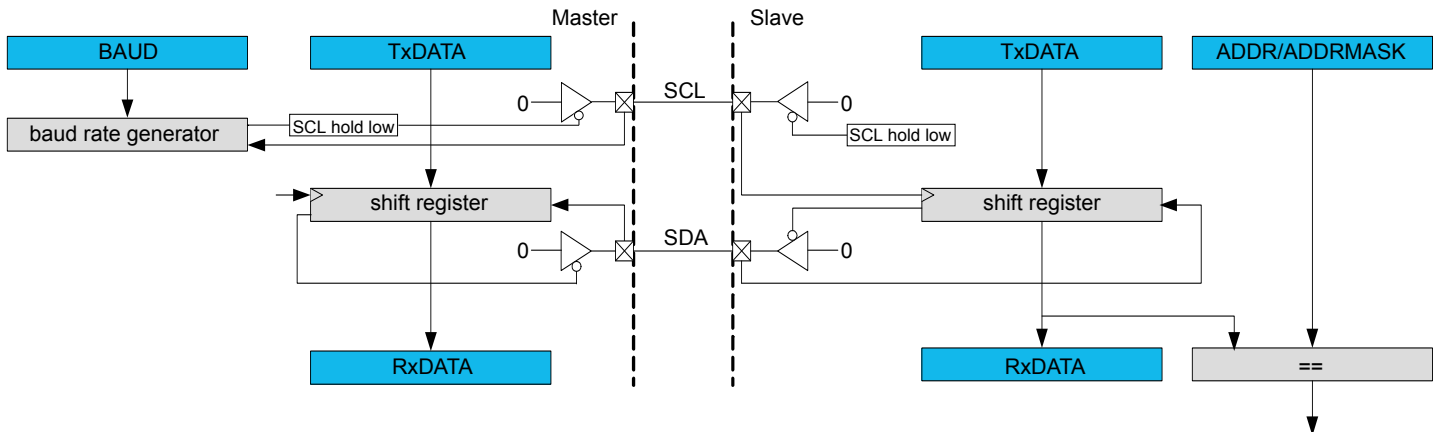 Master
Slave
BAUD
TxDATA
TxDATA
ADDR/ADDRMASK
0
SCL
0
baud rate generator
SCL hold low
SCL hold low
shift register
shift register
0
SDA
0
RxDATA
RxDATA
==